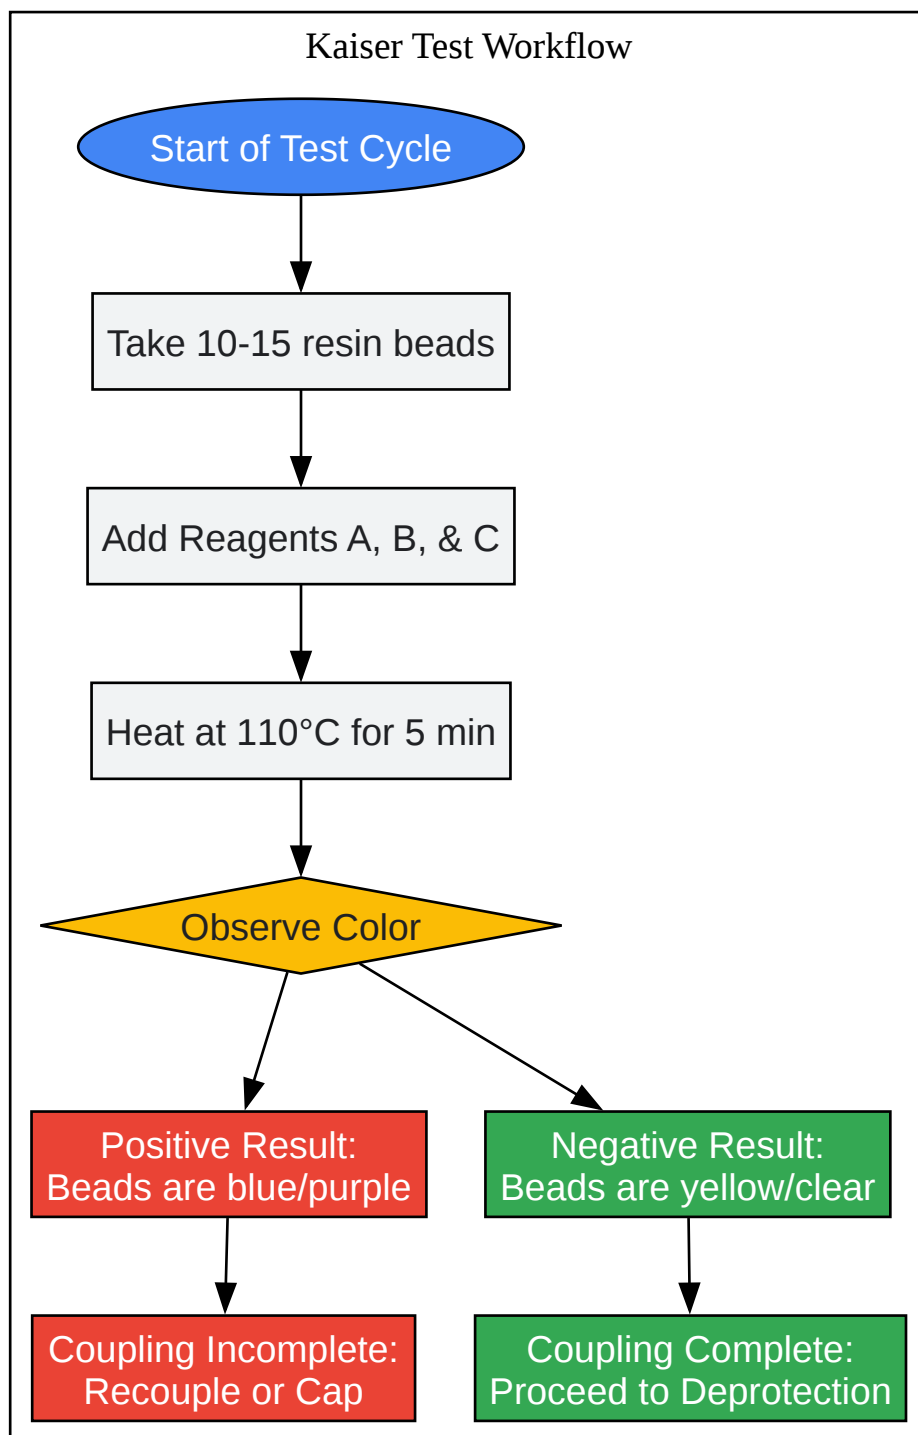 Kaiser Test Workflow
Start of Test Cycle
Take 10-15 resin beads
Add Reagents A, B, & C
Heat at 110°C for 5 min
Observe Color
Positive Result:
Beads are blue/purple
Negative Result:
Beads are yellow/clear
Coupling Incomplete:
Recouple or Cap
Coupling Complete:
Proceed to Deprotection